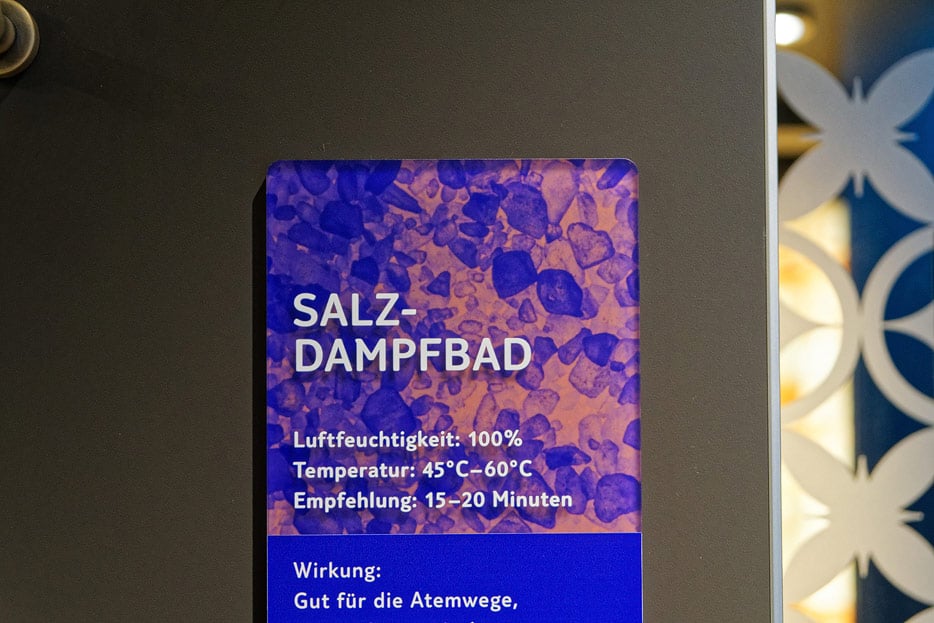 SALZ-
DAMPFBAD
Luftfeuchtigkeit: 100%
Temperatur: 45°C–60°C
Empfehlung: 15–20 Minuten
Wirkung:
Gut für die Atemwege,